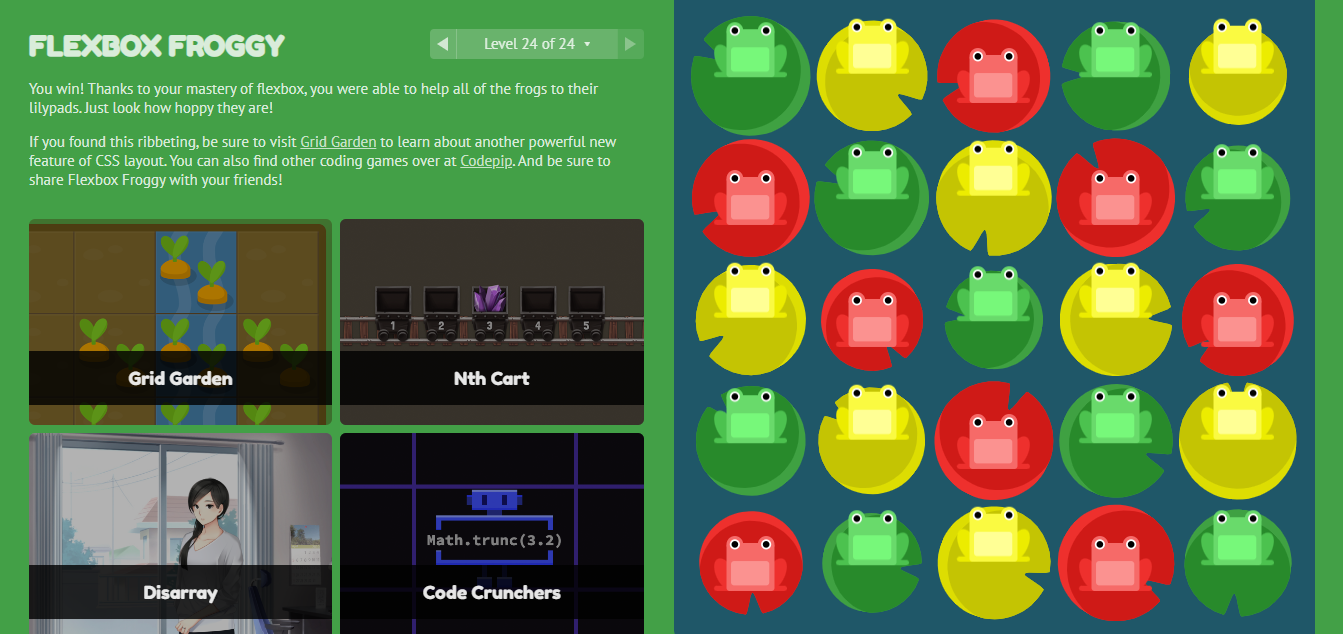 FLEXBOX FROGGY
Level 24 of 24
You win! Thanks to your mastery of flexbox, you were able to help all of the frogs to their
lilypads. Just look how hoppy they are!
If you found this ribbeting, be sure to visit Grid Garden to learn about another powerful new
feature of CSS layout. You can also find other coding games over at Codepip. And be sure to
share Flexbox Froggy with your friends!
1 2 3 4 5
Grid Garden
Nth Cart
Math.trunc(3.2)
Disarray
Code Crunchers